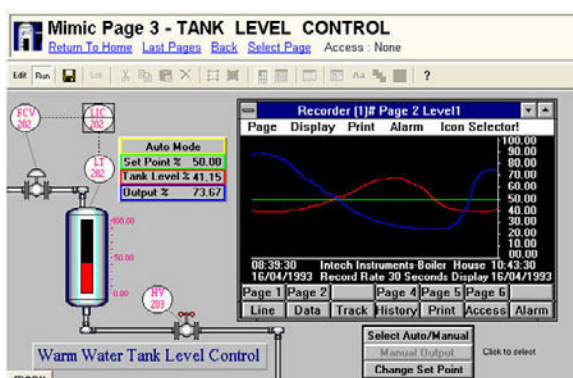 Mimic Page 3 - TANK LEVEL CONTROL
Return To Home Last Pages Back Select Page Access : None
Edit Run ?
FCV 202
LIC 202
LT 202
Auto Mode
Set Point % 50.00
Tank Level % 41.15
Output % 73.67
100.00
50.00
0.00
HV 203
Warm Water Tank Level Control
Recorder [1]# Page 2 Level1
Page Display Print Alarm Icon Selector!
100.00
90.00
80.00
70.00
60.00
50.00
40.00
30.00
20.00
10.00
00.00
08:39:30 Intech Instruments-Boiler House 10:43:30
16/04/1993 Record Rate 30 Seconds Display 16/04/1993
Page 1 Page 2 Page 4 Page 5 Page 6
Line Data Track History Print Access Alarm
Select Auto/Manual
Manual Output
Change Set Point
Click to select